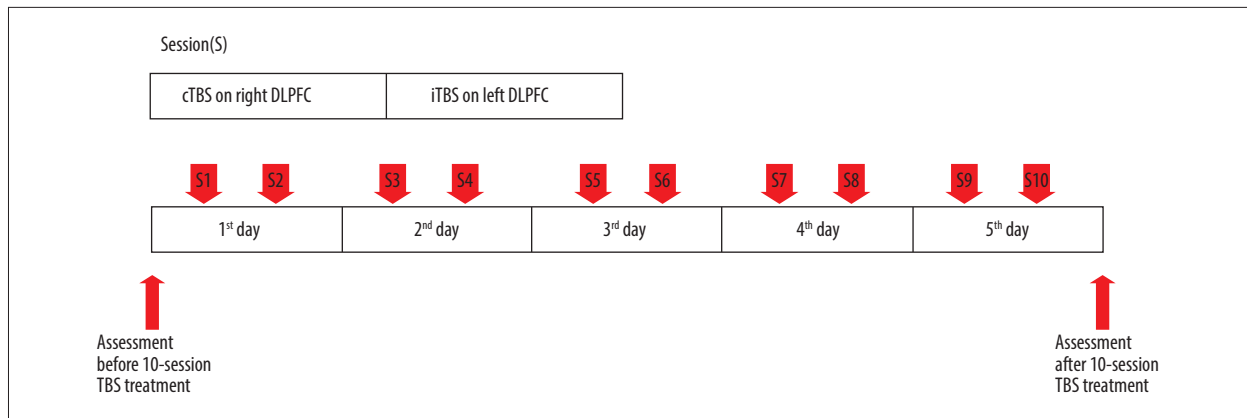 Session(S)
cTBS on right DLPFC iTBS on left DLPFC
S1 S2 S3 S4 S5 S6 S7 S8 S9 S10
1st day 2nd day 3rd day 4th day 5th day
Assessment
before 10-session
TBS treatment
Assessment
after 10-session
TBS treatment